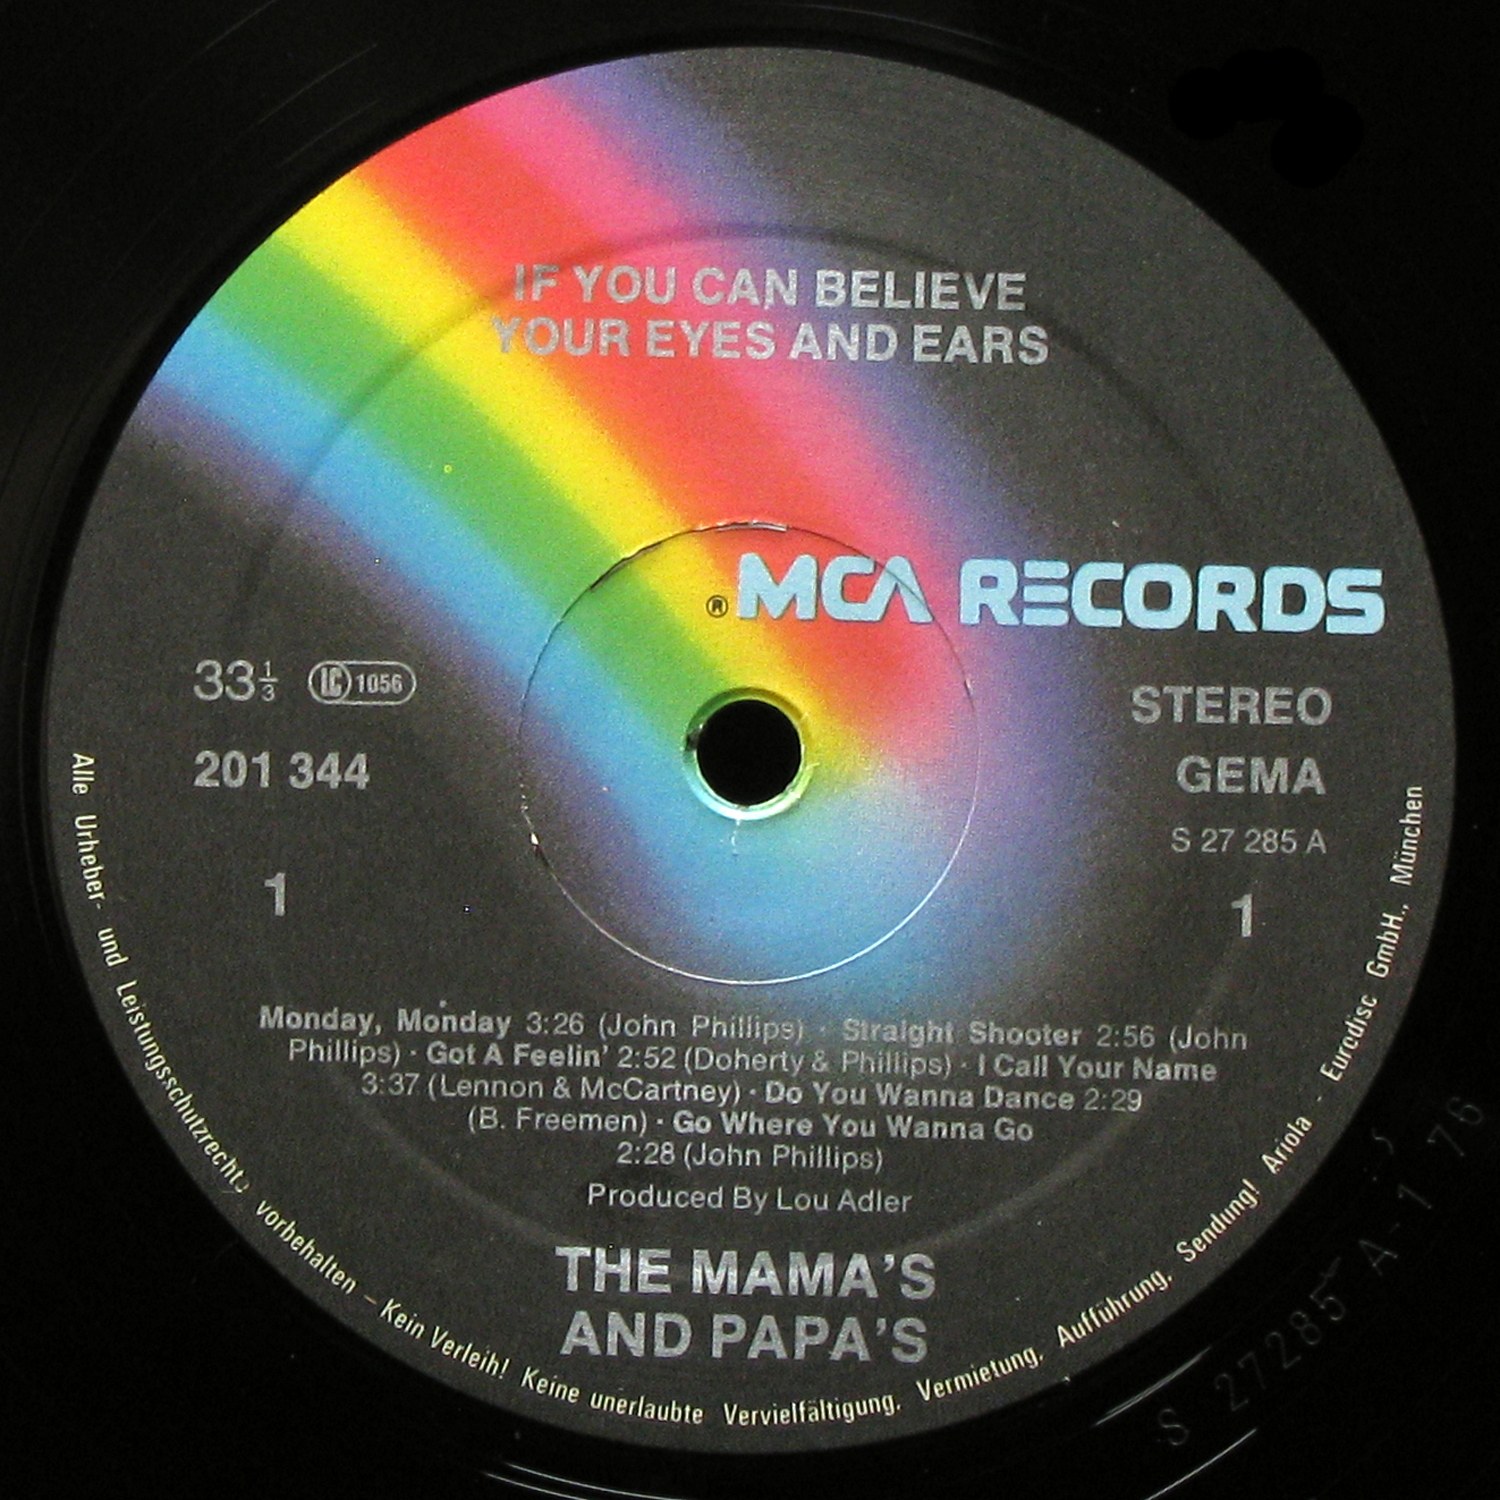 IF YOU CAN BELIEVE
YOUR EYES AND EARS
® MCA RECORDS
33⅓ LC 1056
STEREO
201 344
GEMA
S 27 285 A
1
1
Monday, Monday 3:26 (John Phillips) · Straight Shooter 2:56 (John
Phillips) · Got A Feelin' 2:52 (Doherty & Phillips) · I Call Your Name
3:37 (Lennon & McCartney) · Do You Wanna Dance 2:29
(B. Freemen) · Go Where You Wanna Go
2:28 (John Phillips)
Produced By Lou Adler
THE MAMA'S
AND PAPA'S
Alle Urheber- und Leistungsschutzrechte vorbehalten – Kein Verleih! Keine unerlaubte Vervielfältigung, Vermietung, Aufführung, Sendung! Ariola - Eurodisc GmbH., München
S 27285 A-1 76